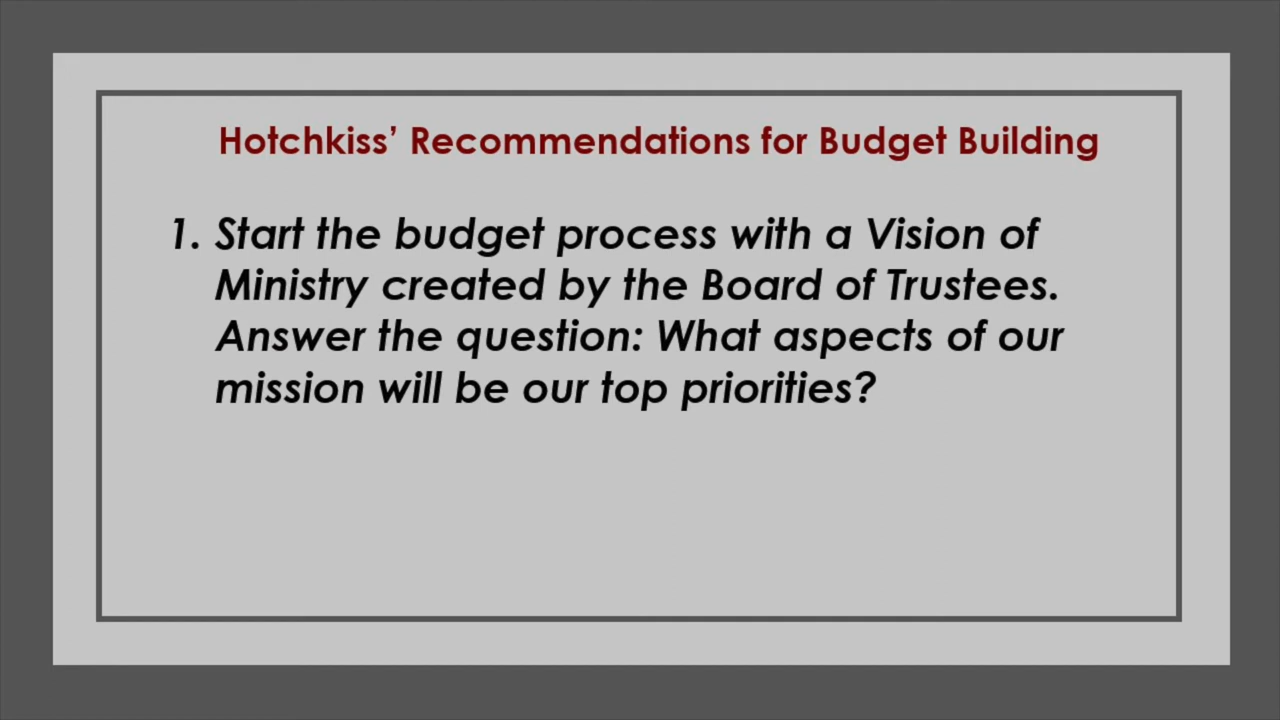 Hotchkiss’ Recommendations for Budget Building
1. Start the budget process with a Vision of
Ministry created by the Board of Trustees.
Answer the question: What aspects of our
mission will be our top priorities?